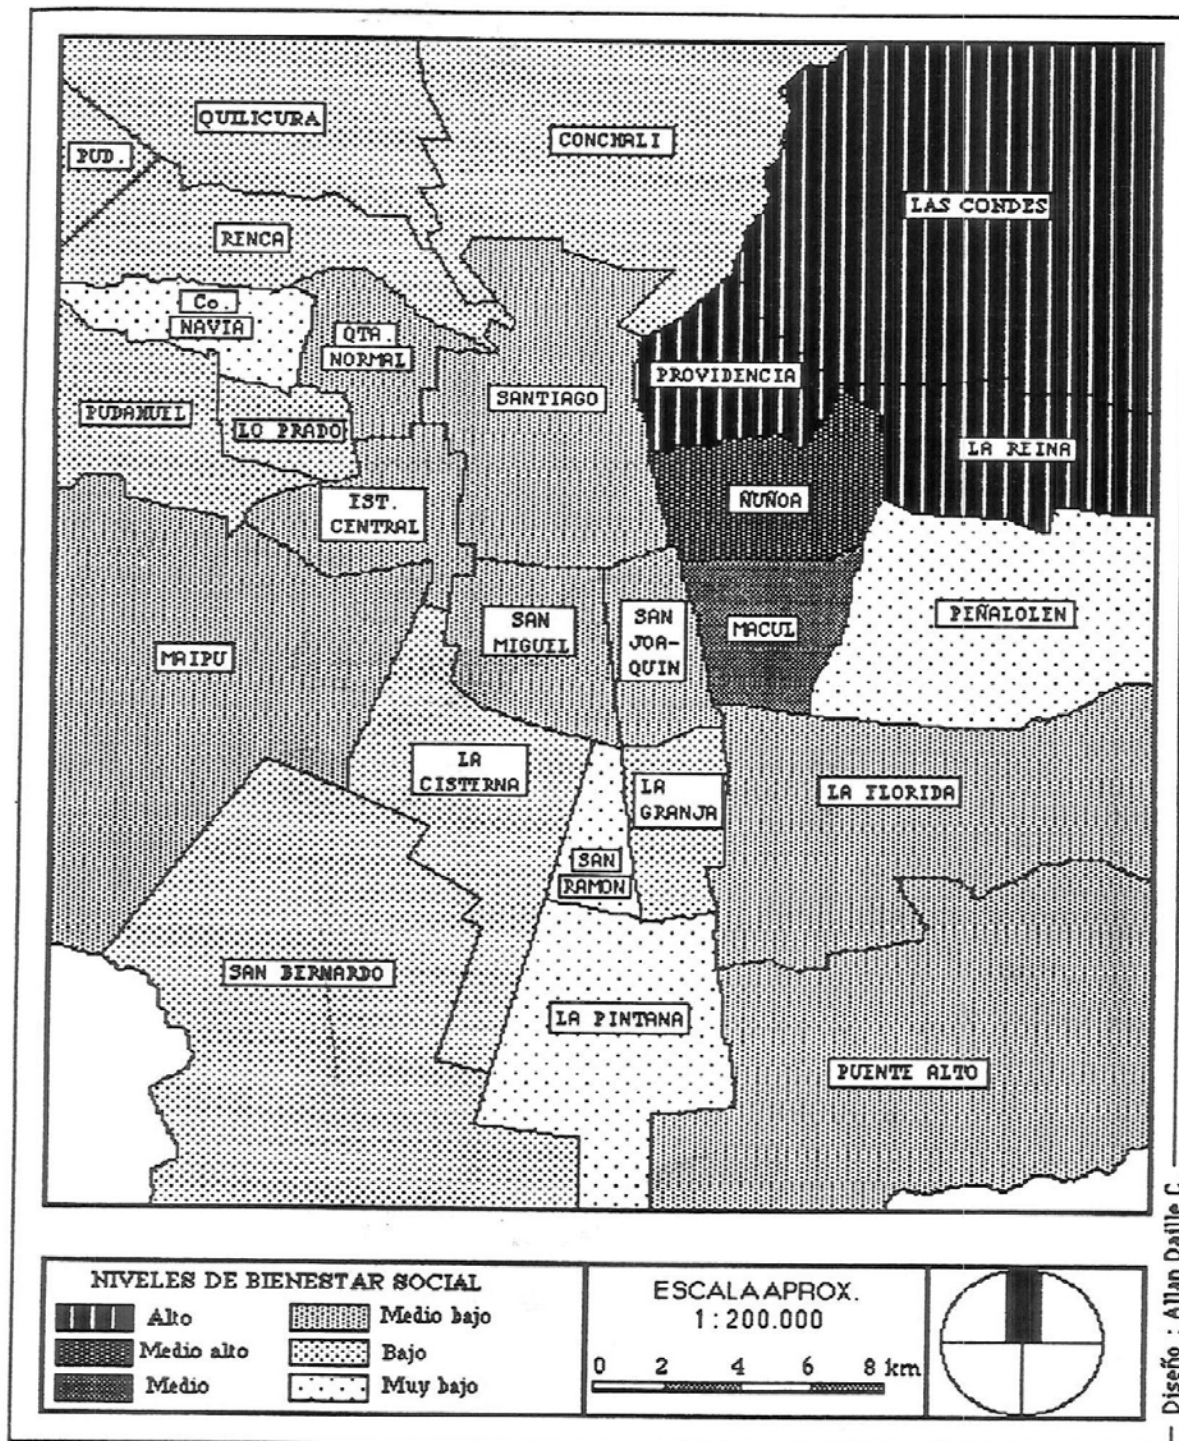 QUILICURA
CONCHALI
PUD.
LAS CONDES
RENCA
Co.
NAVIA
QTA.
NORMAL
PROVIDENCIA
SANTIAGO
PUDAHUEL
LO PRADO
LA REINA
EST.
CENTRAL
ÑUÑOA
PEÑALOLEN
SAN
MIGUEL
SAN
JOA-
QUIN
MACUL
MAIPU
LA
CISTERNA
LA
GRANJA
LA FLORIDA
SAN
RAMON
SAN BERNARDO
LA PINTANA
PUENTE ALTO
NIVELES DE BIENESTAR SOCIAL
Alto
Medio alto
Medio
Medio bajo
Bajo
Muy bajo
ESCALA APROX.
1:200.000
0 2 4 6 8 km
— Diseño : Allan Daille C. —